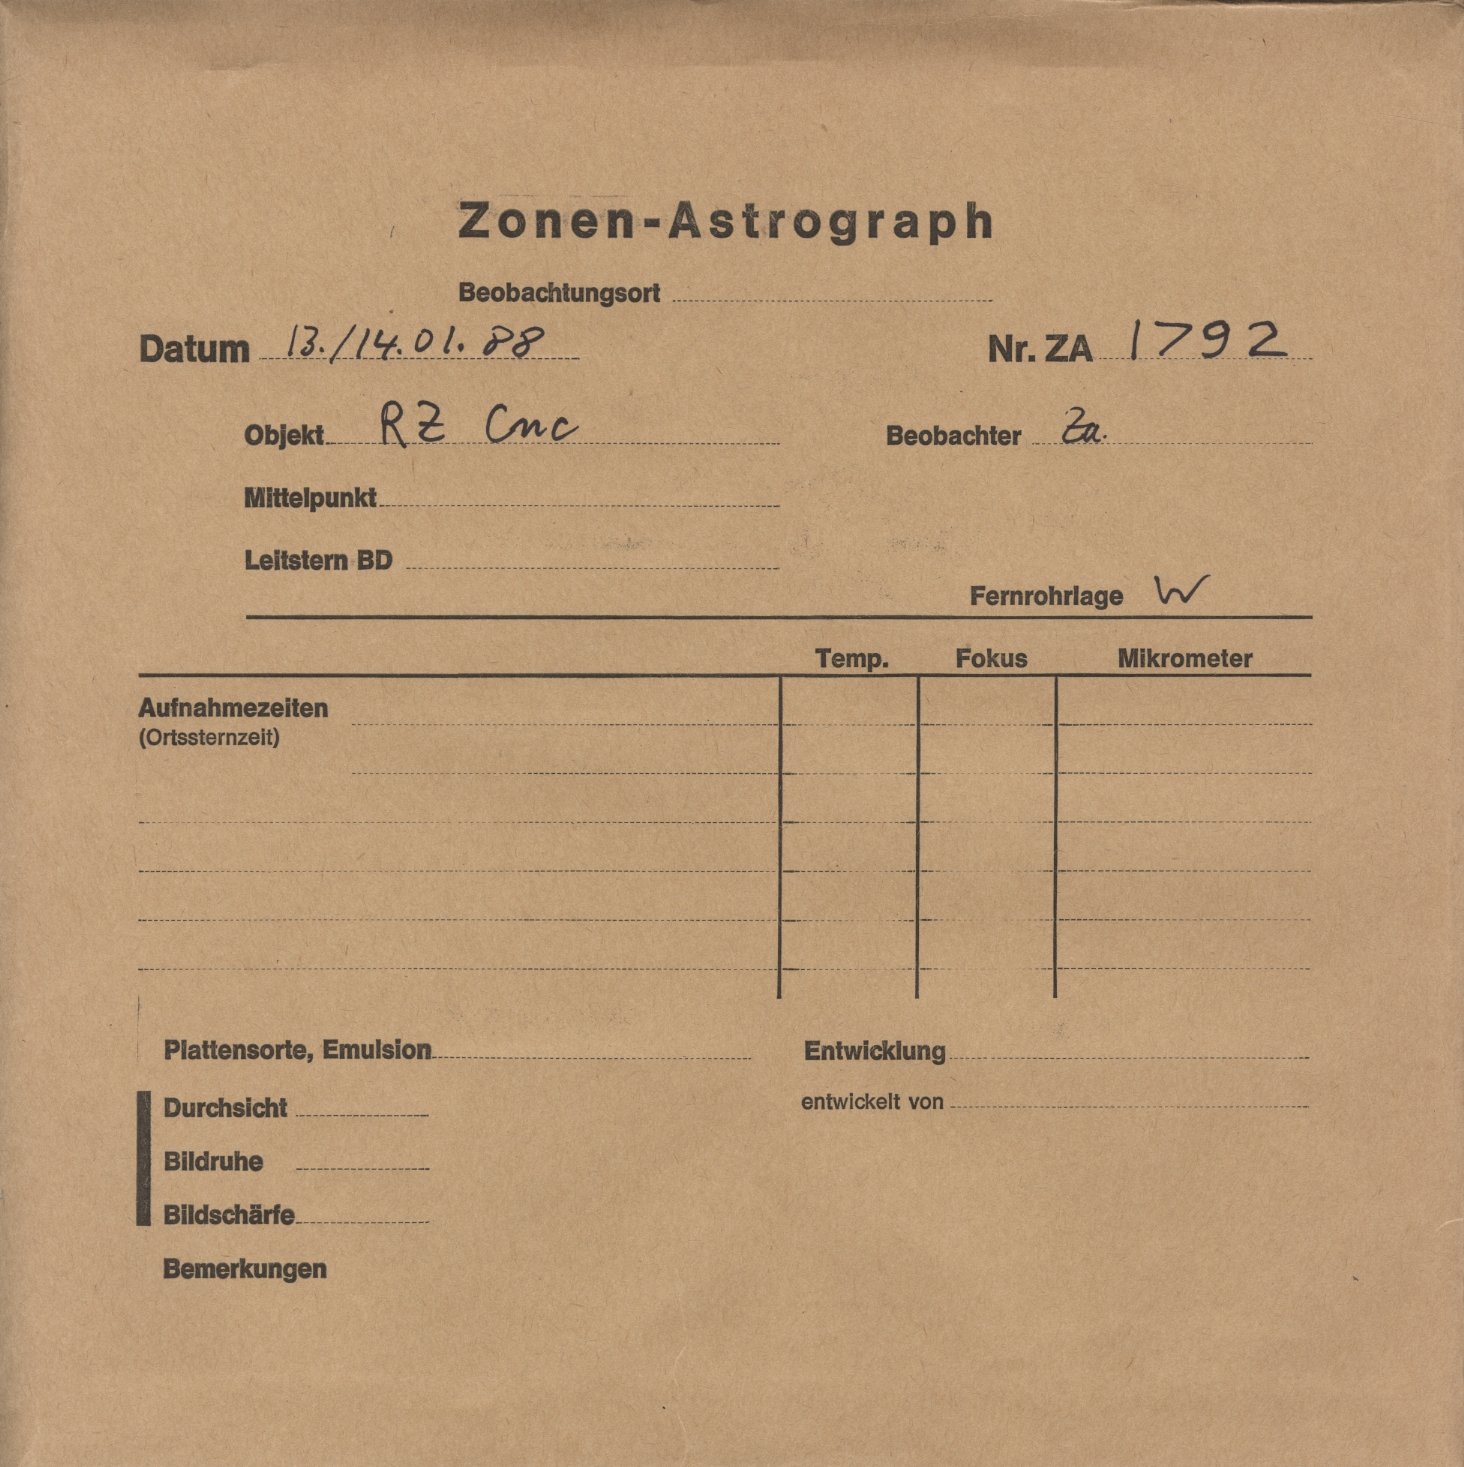 Zonen-Astrograph
Beobachtungsort
Datum 13./14.01.88 Nr. ZA 1792
Objekt RZ Cnc Beobachter Za.
Mittelpunkt
Leitstern BD
Fernrohrlage W
Temp. Fokus Mikrometer
Aufnahmezeiten
(Ortssternzeit)
Plattensorte, Emulsion Entwicklung
Durchsicht entwickelt von
Bildruhe
Bildschärfe
Bemerkungen